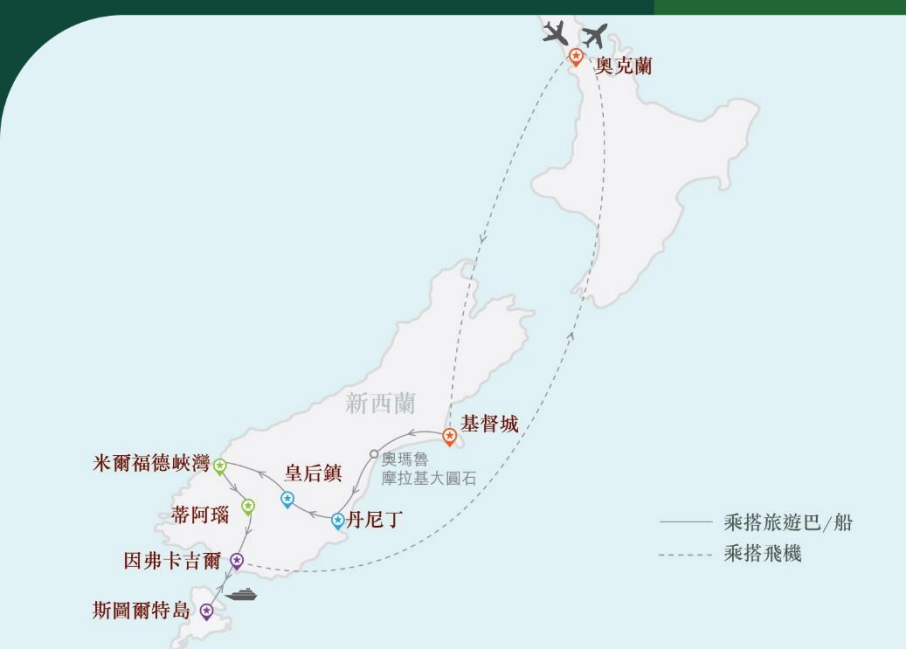 奧克蘭
新西蘭
基督城
奧瑪魯
摩拉基大圓石
米爾福德峽灣
皇后鎮
蒂阿瑙
丹尼丁
因弗卡吉爾
斯圖爾特島
乘搭旅遊巴/船
乘搭飛機